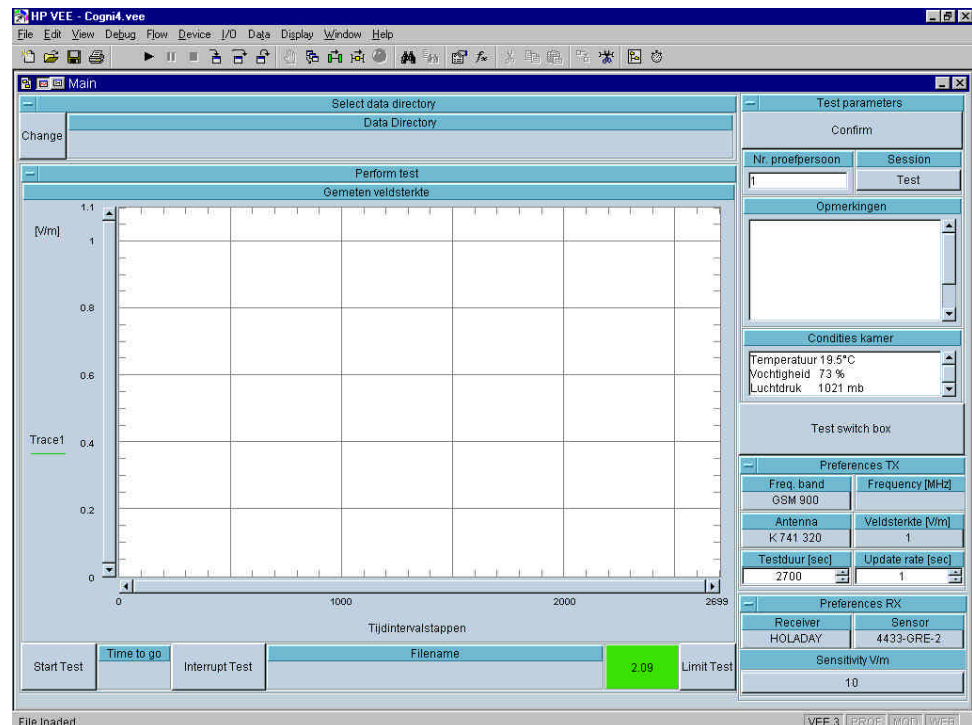 HP VEE - Cogni4.vee
File Edit View Debug Flow Device I/O Data Display Window Help
Main
Select data directory
Change
Data Directory
Perform test
Gemeten veldsterkte
[V/m]
1.1
1
0.8
0.6
0.4
0.2
0
Trace1
0 1000 2000 2699
Tijdintervalstappen
Start Test
Time to go
Interrupt Test
Filename
2.09
Limit Test
Test parameters
Confirm
Nr. proefpersoon Session
1 Test
Opmerkingen
Condities kamer
Temperatuur 19.5°C
Vochtigheid 73 %
Luchtdruk 1021 mb
Test switch box
Preferences TX
Freq. band Frequency [MHz]
GSM 900
Antenna Veldsterkte [V/m]
K 741 320 1
Testduur [sec] Update rate [sec]
2700 1
Preferences RX
Receiver Sensor
HOLADAY 4433-GRE-2
Sensitivity V/m
10
File loaded
VEE 3 PROF MOD WEB